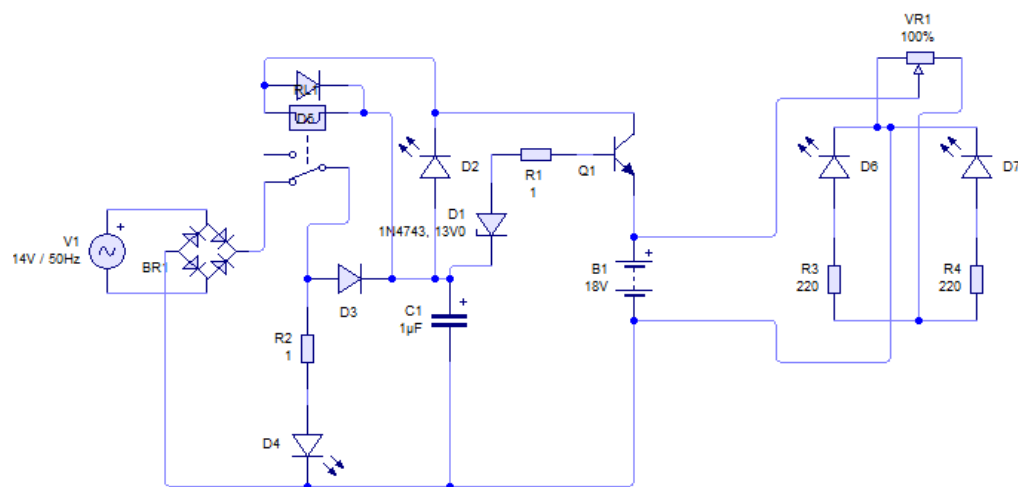 VR1
100%
RL1
D5
D2
R1
1
Q1
D6
D7
D1
1N4743, 13V0
V1
14V / 50Hz
BR1
B1
18V
R3
220
R4
220
D3
C1
1µF
R2
1
D4